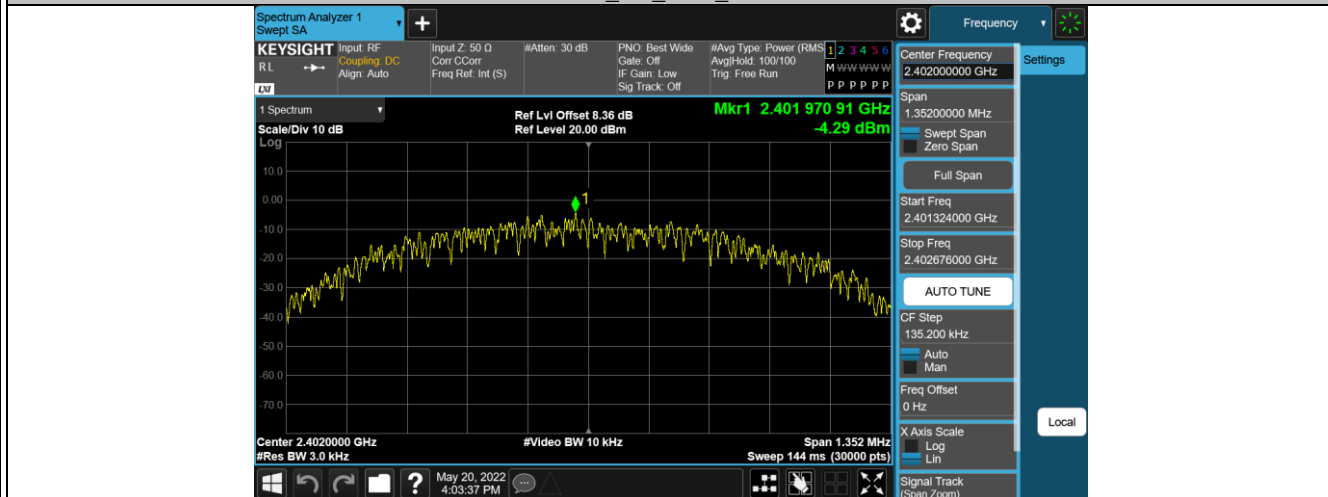 Spectrum Analyzer 1
Swept SA
Frequency
KEYSIGHT
RL
LXI
Input: RF
Coupling: DC
Align: Auto
Input Z: 50 Ω
Corr CCorr
Freq Ref: Int (S)
#Atten: 30 dB
PNO: Best Wide
Gate: Off
IF Gain: Low
Sig Track: Off
#Avg Type: Power (RMS
Avg|Hold: 100/100
Trig: Free Run
1 2 3 4 5 6
M W W W W W
P P P P P P
1 Spectrum
Scale/Div 10 dB
Log
Ref Lvl Offset 8.36 dB
Ref Level 20.00 dBm
Mkr1 2.401 970 91 GHz
-4.29 dBm
10.0
0.00
-10.0
-20.0
-30.0
-40.0
-50.0
-60.0
-70.0
1
Center 2.4020000 GHz
#Res BW 3.0 kHz
#Video BW 10 kHz
Span 1.352 MHz
Sweep 144 ms (30000 pts)
May 20, 2022
4:03:37 PM
Center Frequency
2.402000000 GHz
Span
1.35200000 MHz
Swept Span
Zero Span
Full Span
Start Freq
2.401324000 GHz
Stop Freq
2.402676000 GHz
AUTO TUNE
CF Step
135.200 kHz
Auto
Man
Freq Offset
0 Hz
X Axis Scale
Log
Lin
Signal Track
(Span Zoom)
Settings
Local